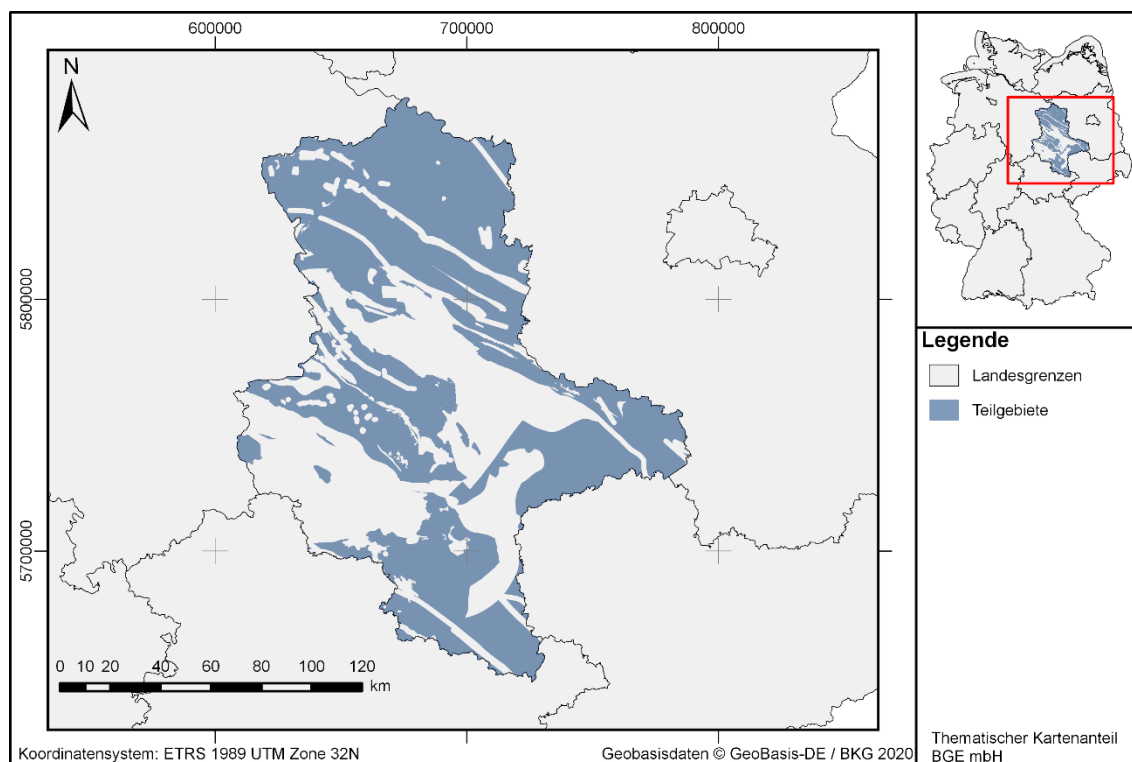 600000
700000
800000
N
5800000
5700000
0 10 20 40 60 80 100 120
km
Koordinatensystem: ETRS 1989 UTM Zone 32N
Geobasisdaten © GeoBasis-DE / BKG 2020
Legende
Landesgrenzen
Teilgebiete
Thematischer Kartenanteil
BGE mbH